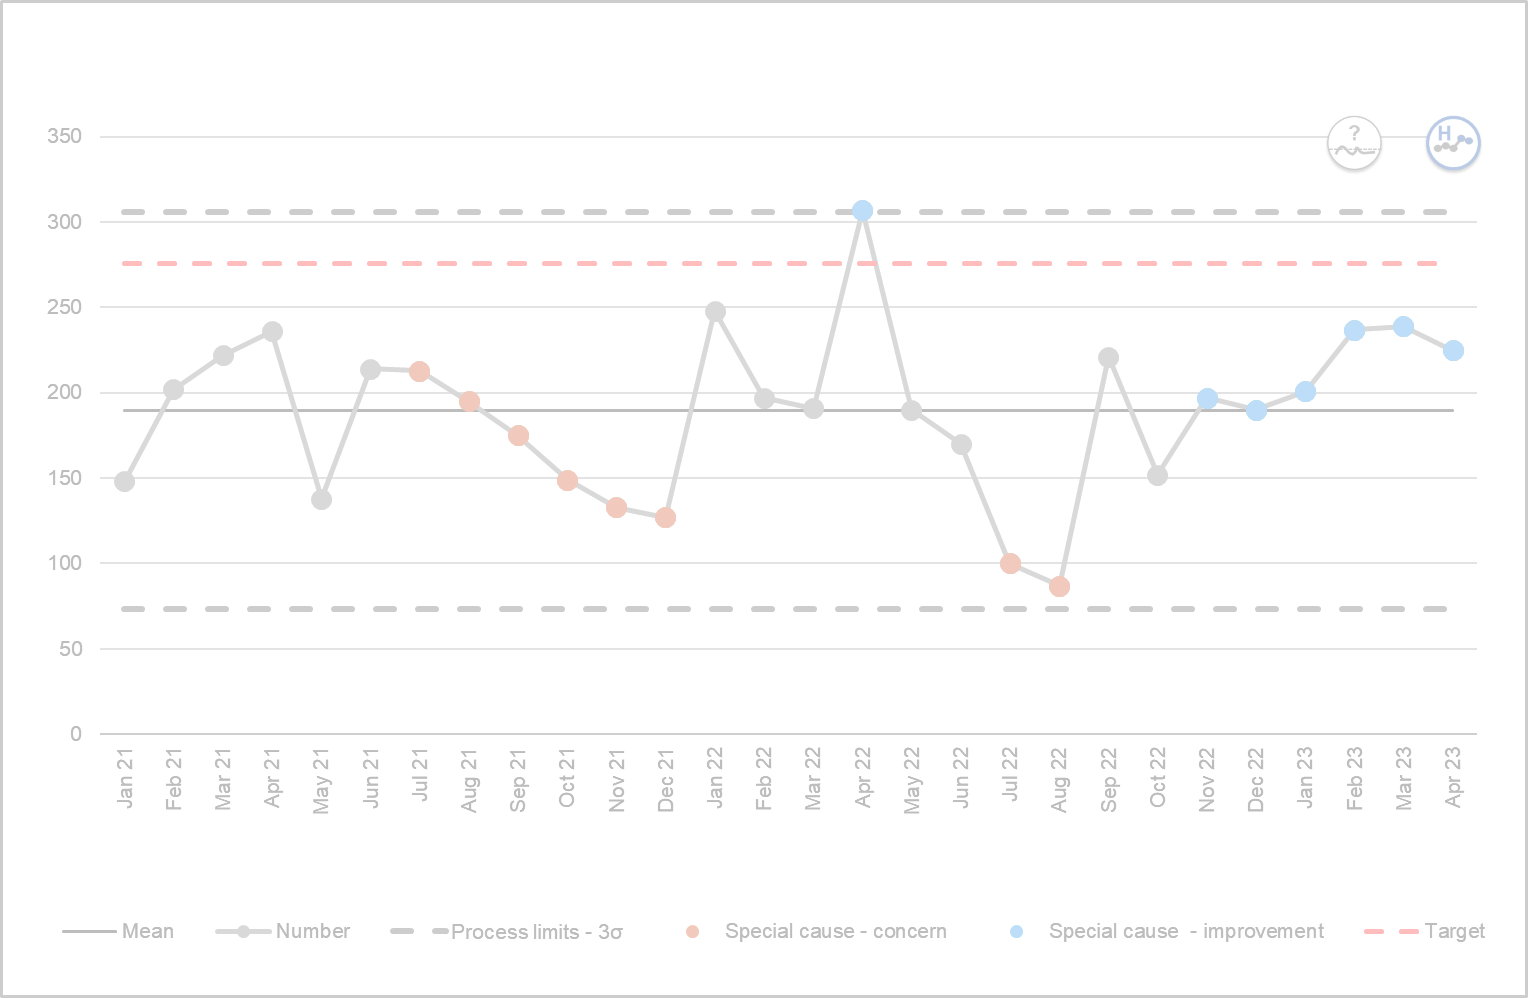 350
?
H
300
250
200
150
100
50
0
Jan 21
Feb 21
Mar 21
Apr 21
May 21
Jun 21
Jul 21
Aug 21
Sep 21
Oct 21
Nov 21
Dec 21
Jan 22
Feb 22
Mar 22
Apr 22
May 22
Jun 22
Jul 22
Aug 22
Sep 22
Oct 22
Nov 22
Dec 22
Jan 23
Feb 23
Mar 23
Apr 23
Mean Number Process limits - 3σ Special cause - concern Special cause  - improvement Target